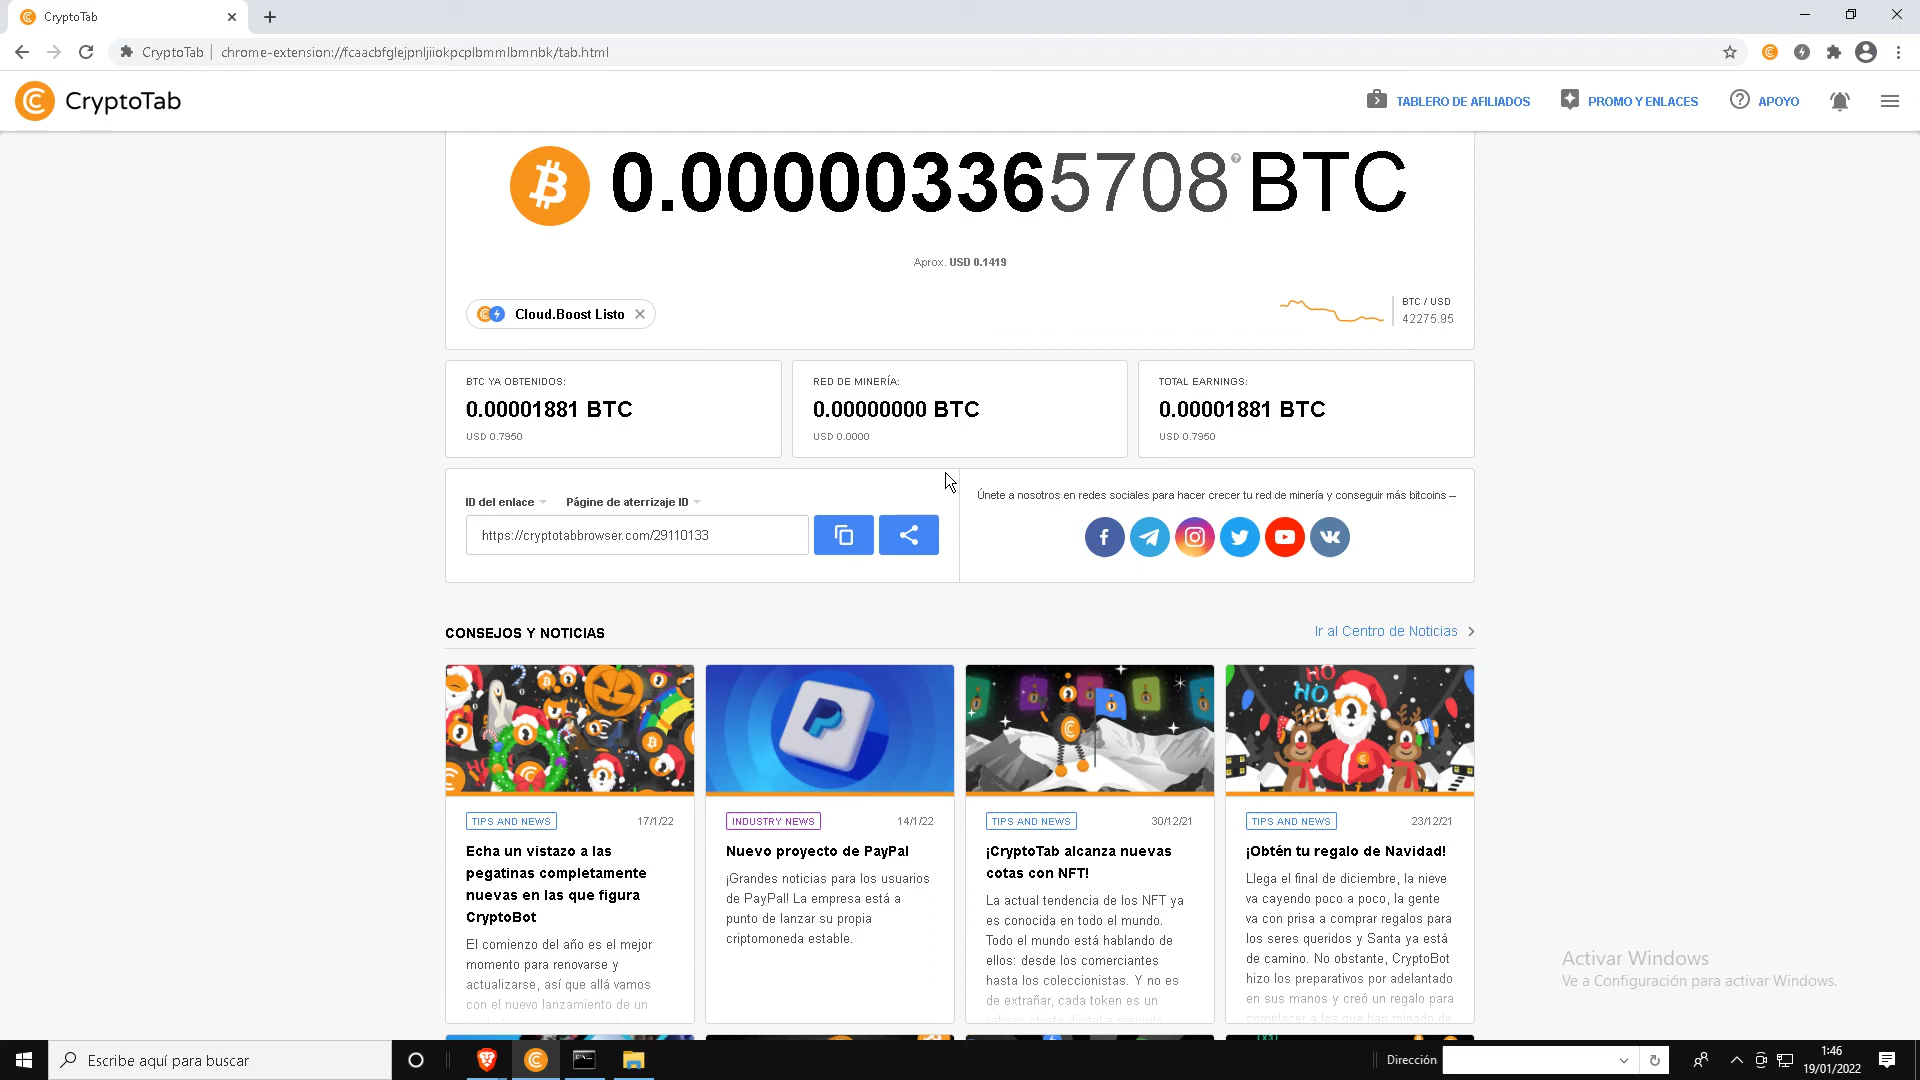 CryptoTab
CryptoTab | chrome-extension://fcaacbfglejpnljiiokpcplbmmlbmnbk/tab.html
CryptoTab
TABLERO DE AFILIADOS
PROMO Y ENLACES
APOYO
0.000003365708 BTC
Aprox. USD 0.1419
Cloud.Boost Listo
BTC / USD
42275.95
BTC YA OBTENIDOS:
0.00001881 BTC
USD 0.7950
RED DE MINERÍA:
0.00000000 BTC
USD 0.0000
TOTAL EARNINGS:
0.00001881 BTC
USD 0.7950
ID del enlace
Págine de aterrizaje ID
https://cryptotabbrowser.com/29110133
Únete a nosotros en redes sociales para hacer crecer tu red de minería y conseguir más bitcoins —
CONSEJOS Y NOTICIAS
Ir al Centro de Noticias
TIPS AND NEWS
17/1/22
Echa un vistazo a las
pegatinas completamente
nuevas en las que figura
CryptoBot
El comienzo del año es el mejor
momento para renovarse y
actualizarse, así que allá vamos
con el nuevo lanzamiento de un
INDUSTRY NEWS
14/1/22
Nuevo proyecto de PayPal
¡Grandes noticias para los usuarios
de PayPal! La empresa está a
punto de lanzar su propia
criptomoneda estable.
TIPS AND NEWS
30/12/21
¡CryptoTab alcanza nuevas
cotas con NFT!
La actual tendencia de los NFT ya
es conocida en todo el mundo.
Todo el mundo está hablando de
ellos: desde los comerciantes
hasta los coleccionistas. Y no es
de extrañar, cada token es un
HO
HO
HO
TIPS AND NEWS
23/12/21
¡Obtén tu regalo de Navidad!
Llega el final de diciembre, la nieve
va cayendo poco a poco, la gente
va con prisa a comprar regalos para
los seres queridos y Santa ya está
de camino. No obstante, CryptoBot
hizo los preparativos por adelantado
en sus manos y creó un regalo para
complacer a los que han minado de
Activar Windows
Ve a Configuración para activar Windows.
Escribe aquí para buscar
Dirección
1:46
19/01/2022